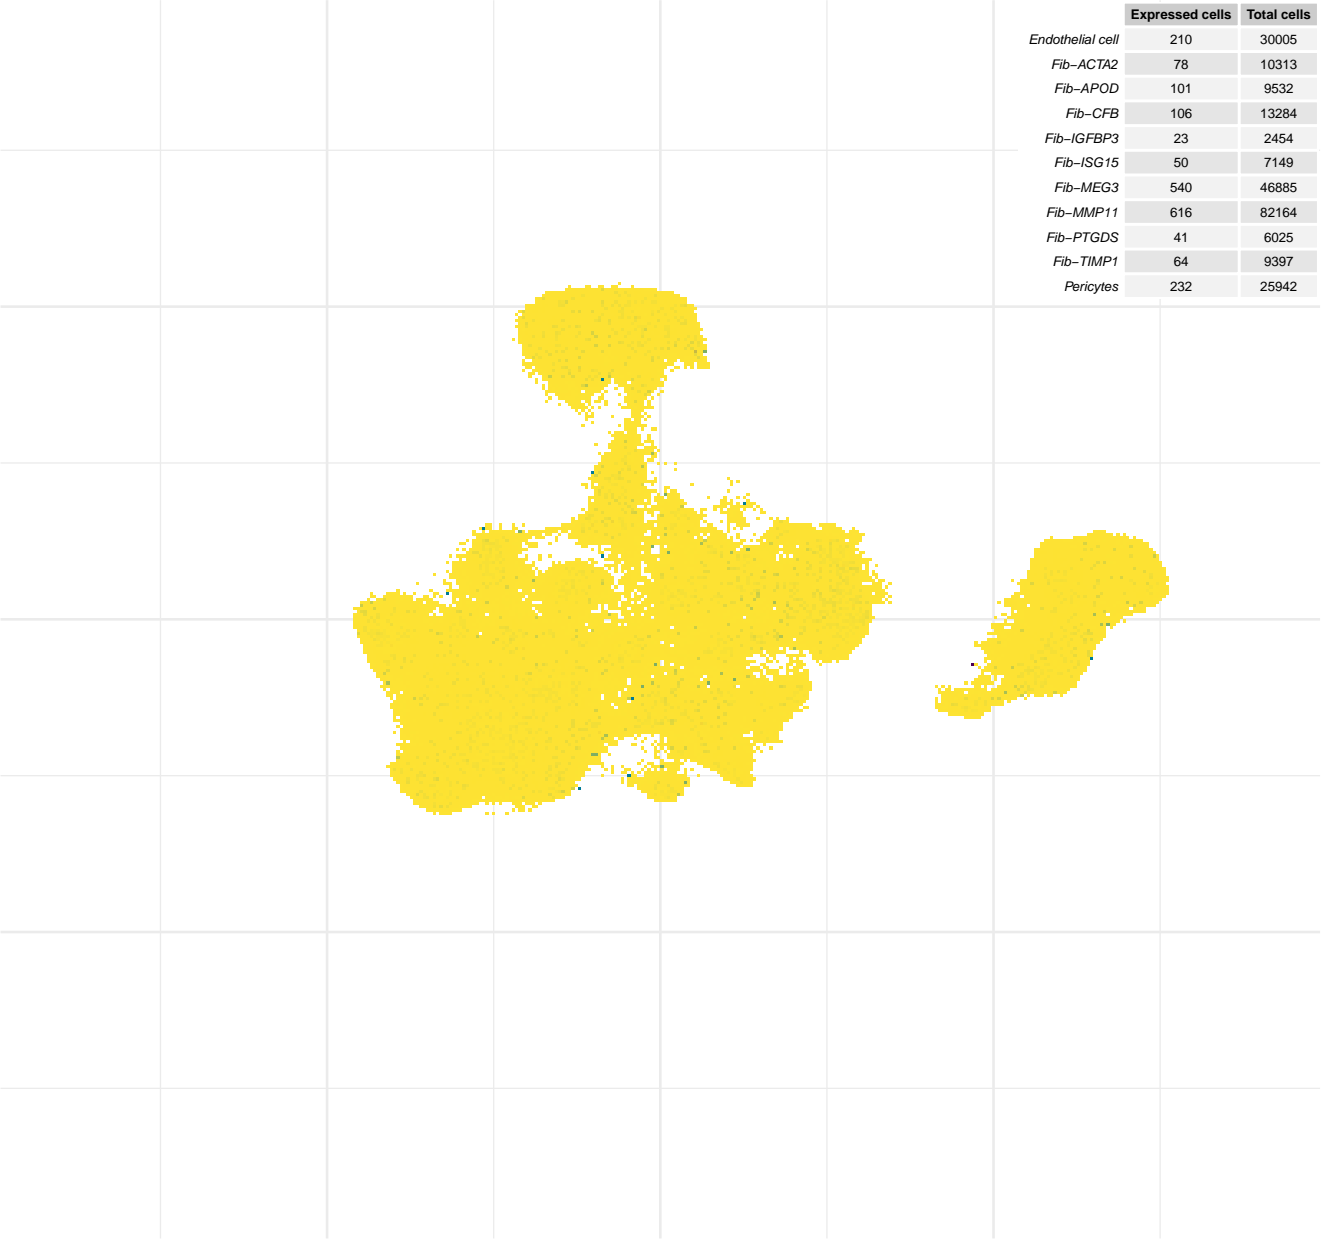 Expressed cells Total cells
Endothelial cell 210 30005
Fib−ACTA2 78 10313
Fib−APOD 101 9532
Fib−CFB 106 13284
Fib−IGFBP3 23 2454
Fib−ISG15 50 7149
Fib−MEG3 540 46885
Fib−MMP11 616 82164
Fib−PTGDS 41 6025
Fib−TIMP1 64 9397
Pericytes 232 25942